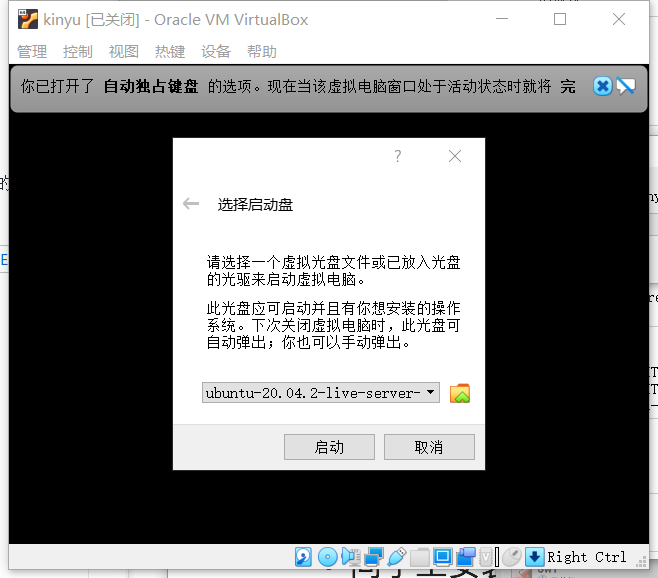 kinyu [已关闭] - Oracle VM VirtualBox
管理 控制 视图 热键 设备 帮助
你已打开了 自动独占键盘 的选项。现在当该虚拟电脑窗口处于活动状态时就将 完
?
选择启动盘
请选择一个虚拟光盘文件或已放入光盘
的光驱来启动虚拟电脑。
此光盘应可启动并且有你想安装的操作
系统。下次关闭虚拟电脑时，此光盘可
自动弹出；你也可以手动弹出。
ubuntu-20.04.2-live-server-
启动 取消
Right Ctrl